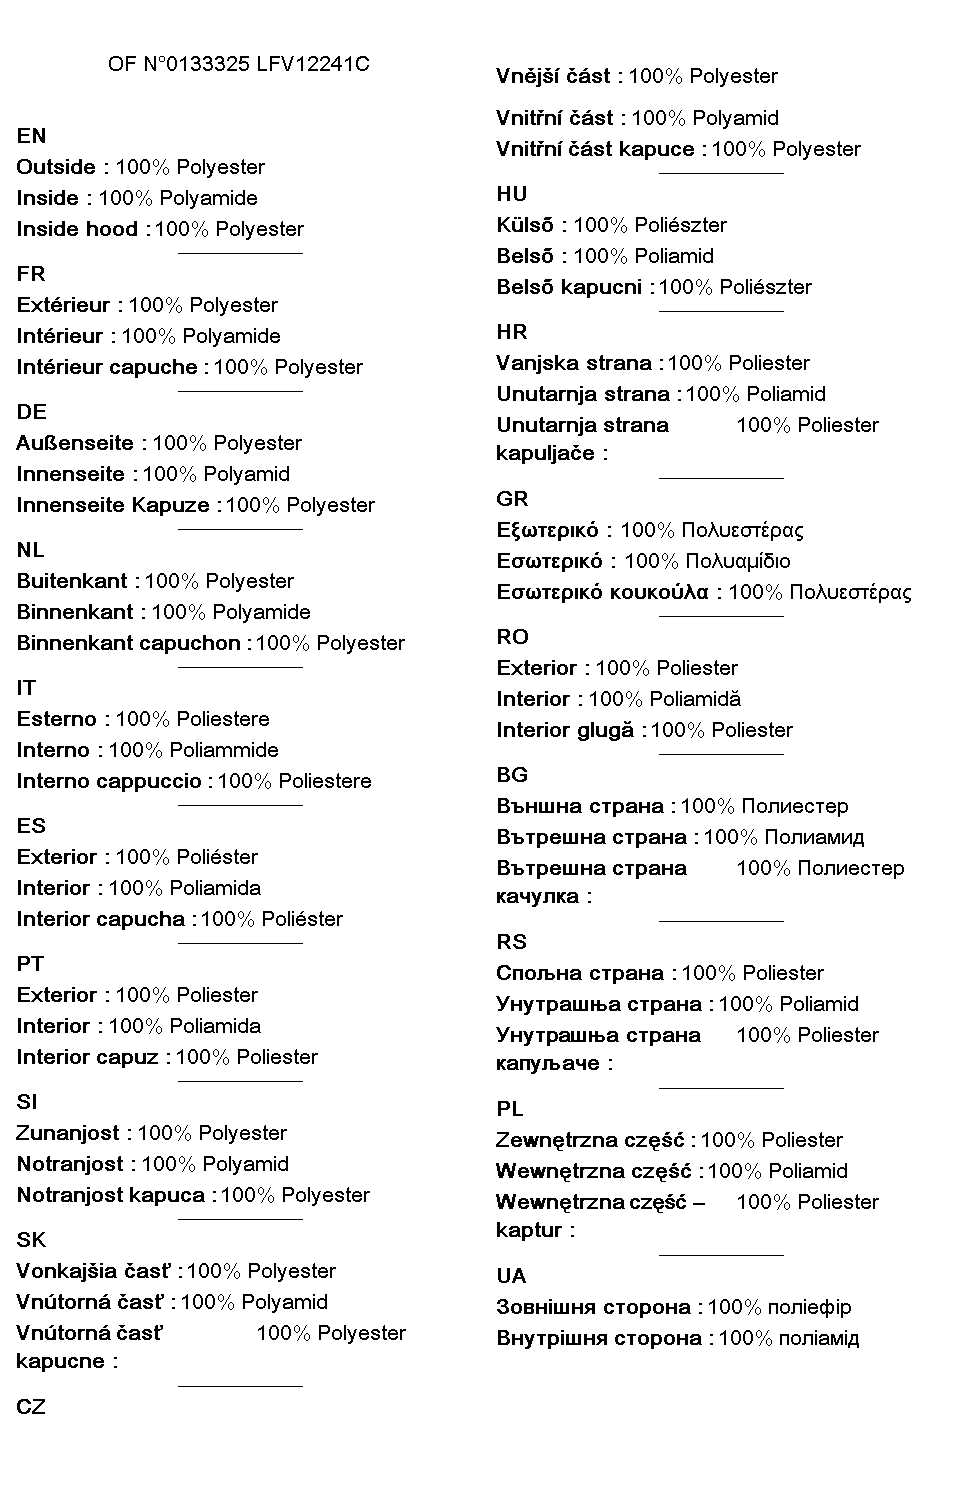 OF N°0133325 LFV12241C
EN
Outside : 100% Polyester
Inside : 100% Polyamide
Inside hood : 100% Polyester
FR
Extérieur : 100% Polyester
Intérieur : 100% Polyamide
Intérieur capuche : 100% Polyester
DE
Außenseite : 100% Polyester
Innenseite : 100% Polyamid
Innenseite Kapuze : 100% Polyester
NL
Buitenkant : 100% Polyester
Binnenkant : 100% Polyamide
Binnenkant capuchon : 100% Polyester
IT
Esterno : 100% Poliestere
Interno : 100% Poliammide
Interno cappuccio : 100% Poliestere
ES
Exterior : 100% Poliéster
Interior : 100% Poliamida
Interior capucha : 100% Poliéster
PT
Exterior : 100% Poliester
Interior : 100% Poliamida
Interior capuz : 100% Poliester
SI
Zunanjost : 100% Polyester
Notranjost : 100% Polyamid
Notranjost kapuca : 100% Polyester
SK
Vonkajšia časť : 100% Polyester
Vnútorná časť : 100% Polyamid
Vnútorná časť 100% Polyester
kapucne :
CZ
Vnější část : 100% Polyester
Vnitřní část : 100% Polyamid
Vnitřní část kapuce : 100% Polyester
HU
Külsõ : 100% Poliészter
Belsõ : 100% Poliamid
Belsõ kapucni : 100% Poliészter
HR
Vanjska strana : 100% Poliester
Unutarnja strana : 100% Poliamid
Unutarnja strana 100% Poliester
kapuljače :
GR
Εξωτερικό : 100% Πολυεστέρας
Εσωτερικό : 100% Πολυαμίδιο
Εσωτερικό κουκούλα : 100% Πολυεστέρας
RO
Exterior : 100% Poliester
Interior : 100% Poliamidă
Interior glugă : 100% Poliester
BG
Външна страна : 100% Полиестер
Вътрешна страна : 100% Полиамид
Вътрешна страна 100% Полиестер
качулка :
RS
Спољна страна : 100% Poliester
Унутрашња страна : 100% Poliamid
Унутрашња страна 100% Poliester
капуљаче :
PL
Zewnętrzna część : 100% Poliester
Wewnętrzna część : 100% Poliamid
Wewnętrzna część – 100% Poliester
kaptur :
UA
Зовнішня сторона : 100% поліефір
Внутрішня сторона : 100% поліамід